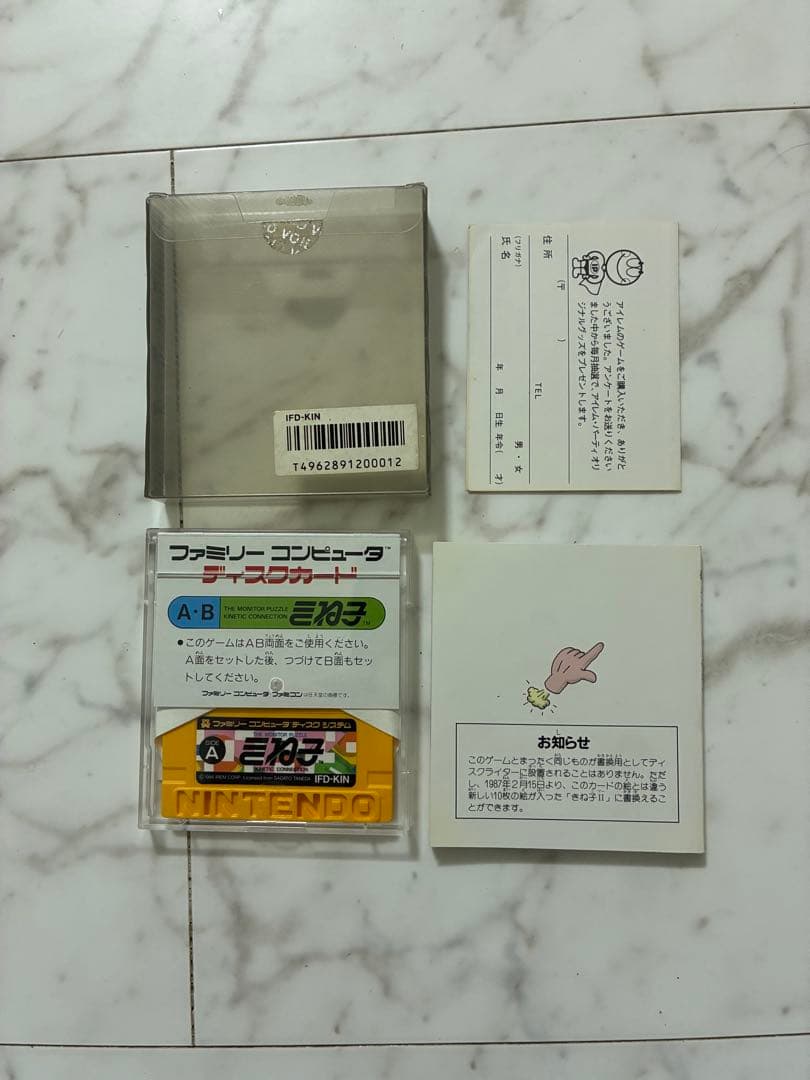 VOID
IFD-KIN
T4962891200012
アイレムのゲームをご購入いただき、ありがと
うございました。アンケートをお送りください
ました中から毎月抽選で、アイレム・パーティオリ
ジナルグッズをプレゼントします。
住所
(〒
)
TEL
(フリガナ)
氏名
男・女
年 月 日生 年令( 才)
ファミリー コンピュータ™
ディスクカード
A・B
THE MONITOR PUZZLE
KINETIC CONNECTION
きね子™
●このゲームはAB両面をご使用ください。
A面をセットした後、つづけてB面もセッ
トしてください。
ファミリーコンピュータ ファミコンは任天堂の商標です。
ファミリーコンピュータ ディスクシステム
SIDE
A
THE MONITOR PUZZLE
きね子
KINETIC CONNECTION
IFD-KIN
NINTENDO
お知らせ
このゲームとまったく同じものが書換用としてディ
スクライターに設置されることはありません。ただ
し、1987年2月15日より、このカードの絵とは違う
新しい10枚の絵が入った「きね子Ⅱ」に書換えるこ
とができます。